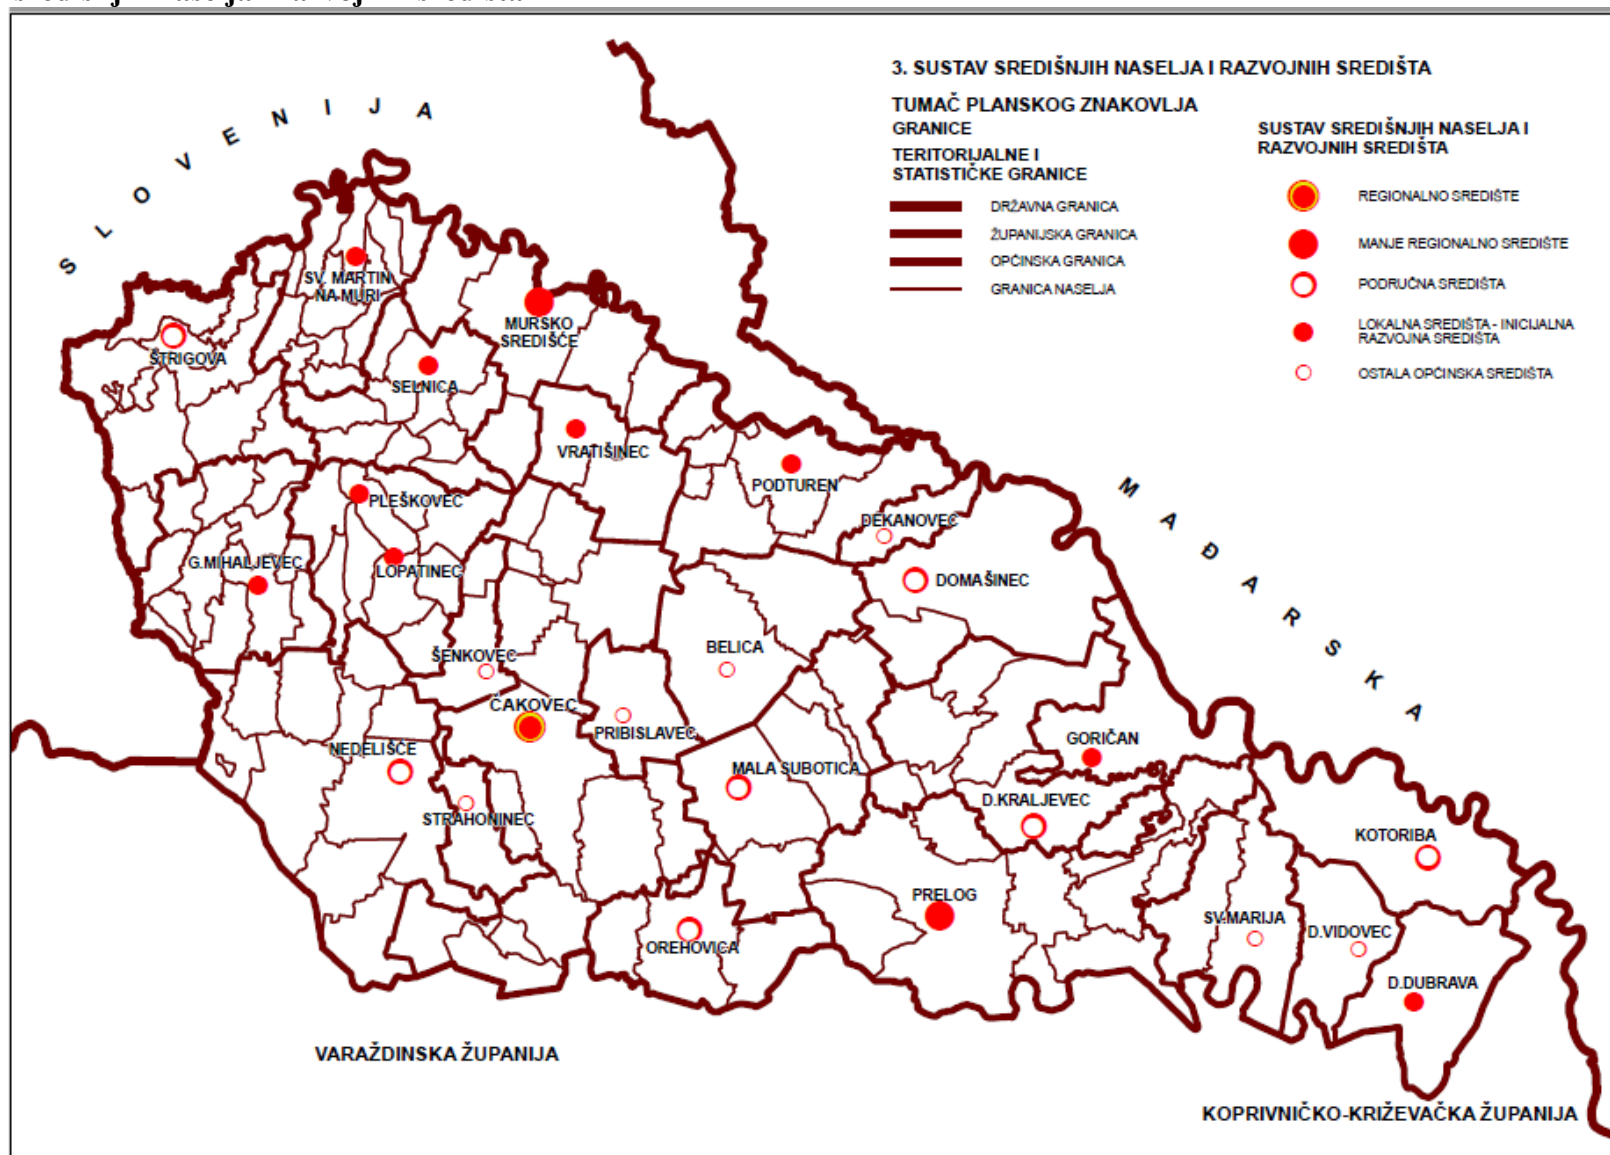 3. SUSTAV SREDIŠNJIH NASELJA I RAZVOJNIH SREDIŠTA
TUMAČ PLANSKOG ZNAKOVLJA
GRANICE
TERITORIJALNE I
STATISTIČKE GRANICE
DRŽAVNA GRANICA
ŽUPANIJSKA GRANICA
OPĆINSKA GRANICA
GRANICA NASELJA
SUSTAV SREDIŠNJIH NASELJA I
RAZVOJNIH SREDIŠTA
REGIONALNO SREDIŠTE
MANJE REGIONALNO SREDIŠTE
PODRUČNA SREDIŠTA
LOKALNA SREDIŠTA - INICIJALNA
RAZVOJNA SREDIŠTA
OSTALA OPĆINSKA SREDIŠTA
SLOVENIJA
SV. MARTIN
NA MURI
MURSKO
SREDIŠĆE
ŠTRIGOVA
SELNICA
VRATIŠINEC
PODTUREN
PLEŠKOVEC
DEKANOVEC
MAĐARSKA
G.MIHALJEVEC
LOPATINEC
DOMAŠINEC
ŠENKOVEC
BELICA
ČAKOVEC
PRIBISLAVEC
NEDELIŠĆE
GORIČAN
MALA SUBOTICA
D.KRALJEVEC
STRAHONINEC
KOTORIBA
PRELOG
SV.MARIJA
D.VIDOVEC
OREHOVICA
D.DUBRAVA
VARAŽDINSKA ŽUPANIJA
KOPRIVNIČKO-KRIŽEVAČKA ŽUPANIJA